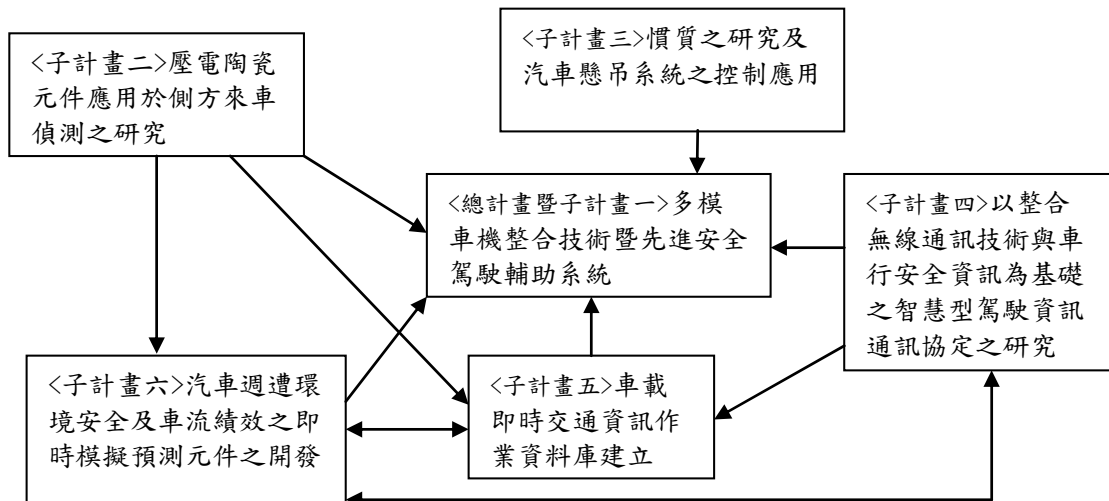 <子計畫二>壓電陶瓷
元件應用於側方來車
偵測之研究
<子計畫三>慣質之研究及
汽車懸吊系統之控制應用
<總計畫暨子計畫一>多模
車機整合技術暨先進安全
駕駛輔助系統
<子計畫四>以整合
無線通訊技術與車
行安全資訊為基礎
之智慧型駕駛資訊
通訊協定之研究
<子計畫六>汽車週遭環
境安全及車流績效之即
時模擬預測元件之開發
<子計畫五>車載
即時交通資訊作
業資料庫建立